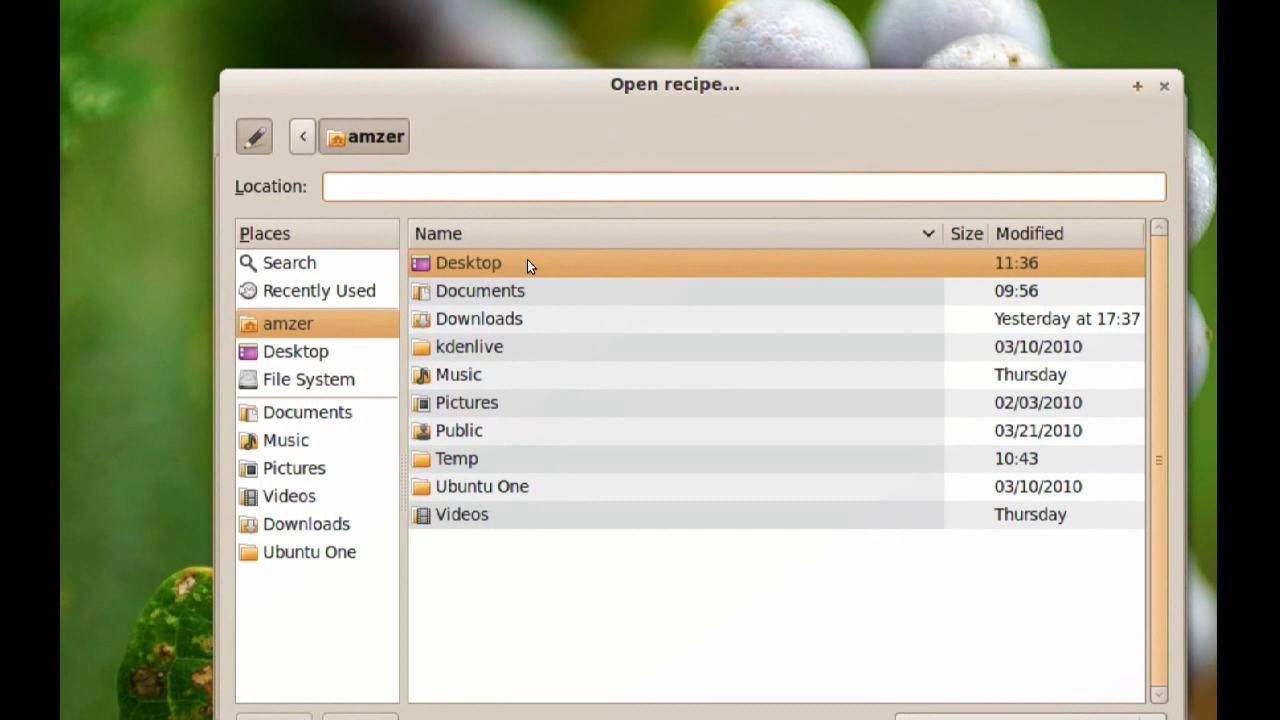 Open recipe...
amzer
Location:
Places
Search
Recently Used
amzer
Desktop
File System
Documents
Music
Pictures
Videos
Downloads
Ubuntu One
Name Size Modified
Desktop 11:36
Documents 09:56
Downloads Yesterday at 17:37
kdenlive 03/10/2010
Music Thursday
Pictures 02/03/2010
Public 03/21/2010
Temp 10:43
Ubuntu One 03/10/2010
Videos Thursday